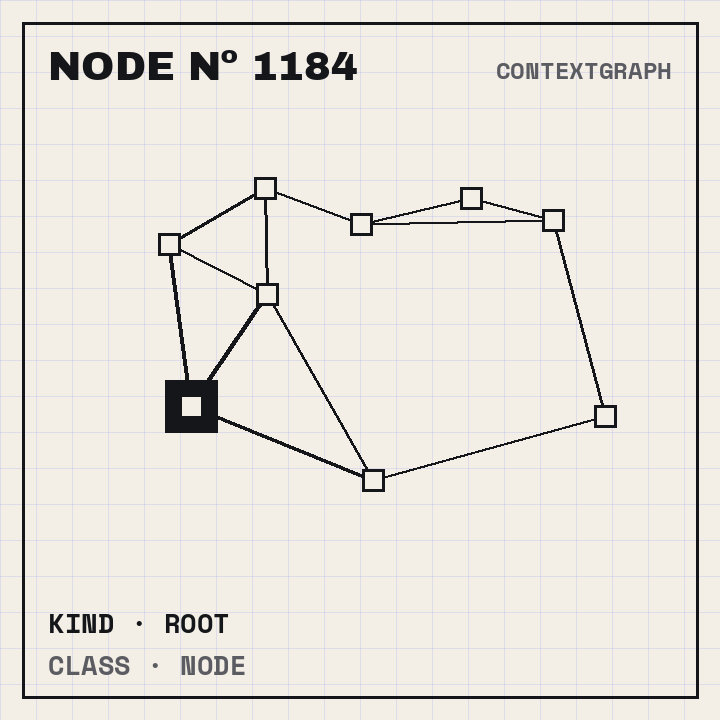 NODE Nº 1184
CONTEXTGRAPH
KIND · ROOT
CLASS · NODE